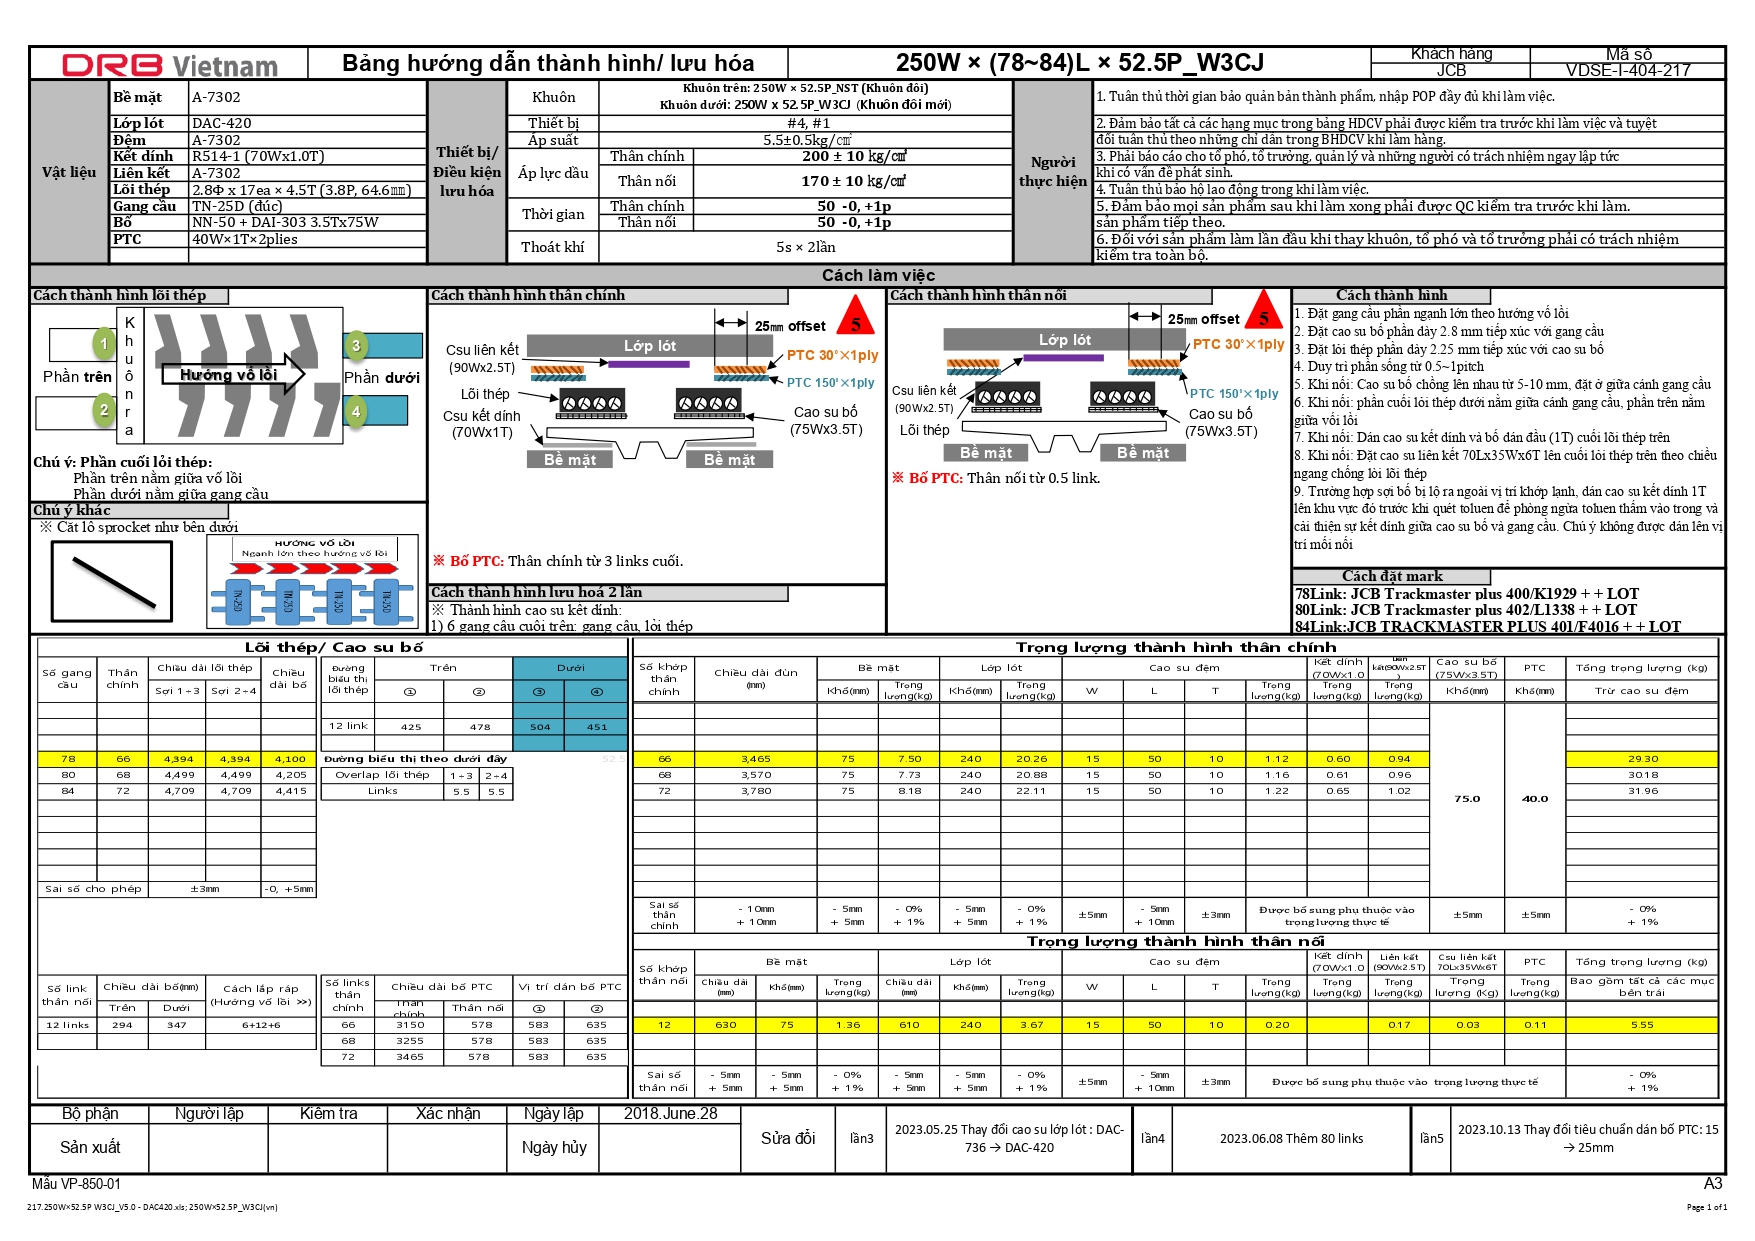 DRB Vietnam
Bảng hướng dẫn thành hình/ lưu hóa
250W × (78~84)L × 52.5P_W3CJ
Khách hàng
Mã số
JCB
VDSE-I-404-217
Vật liệu
Bề mặt A-7302
Lớp lót DAC-420
Đệm A-7302
Kết dính R514-1 (70Wx1.0T)
Liên kết A-7302
Lõi thép 2.8Φ x 17ea × 4.5T (3.8P, 64.6㎜)
Gang cầu TN-25D (đúc)
Bố NN-50 + DAI-303 3.5Tx75W
PTC 40W×1T×2plies
Thiết bị/
Điều kiện
lưu hóa
Khuôn
Khuôn trên: 250W × 52.5P_NST (Khuôn đôi)
Khuôn dưới: 250W x 52.5P_W3CJ (Khuôn đôi mới)
Thiết bị #4, #1
Áp suất 5.5±0.5kg/㎠
Áp lực dầu
Thân chính 200 ± 10 kg/㎠
Thân nối 170 ± 10 kg/㎠
Thời gian
Thân chính 50 -0, +1p
Thân nối 50 -0, +1p
Thoát khí 5s × 2lần
Người
thực hiện
1. Tuân thủ thời gian bảo quản bán thành phẩm, nhập POP đầy đủ khi làm việc.
2. Đảm bảo tất cả các hạng mục trong bảng HDCV phải được kiểm tra trước khi làm việc và tuyệt
đối tuân thủ theo những chỉ dẫn trong BHDCV khi làm hàng.
3. Phải báo cáo cho tổ phó, tổ trưởng, quản lý và những người có trách nhiệm ngay lập tức
khi có vấn đề phát sinh.
4. Tuân thủ bảo hộ lao động trong khi làm việc.
5. Đảm bảo mọi sản phẩm sau khi làm xong phải được QC kiểm tra trước khi làm.
sản phẩm tiếp theo.
6. Đối với sản phẩm làm lần đầu khi thay khuôn, tổ phó và tổ trưởng phải có trách nhiệm
kiểm tra toàn bộ.
Cách làm việc
Cách thành hình lõi thép
1
2
3
4
Phần trên
K
h
u
ô
n
r
a
Hướng vố lồi
Phần dưới
Chú ý: Phần cuối lỏi thép:
Phần trên nằm giữa vố lồi
Phần dưới nằm giữa gang cầu
Chú ý khác
※ Cắt lõ sprocket như bên dưới
HƯỚNG VỐ LỒI
Ngạnh lớn theo hướng vố lồi
TN-25D TN-25D TN-25D TN-25D
Cách thành hình thân chính
5
25㎜ offset
Lớp lót
Csu liên kết
(90Wx2.5T)
PTC 30°×1ply
PTC 150°×1ply
Lõi thép
Csu kết dính
(70Wx1T)
Cao su bố
(75Wx3.5T)
Bề mặt
Bề mặt
※ Bố PTC: Thân chính từ 3 links cuối.
Cách thành hình lưu hoá 2 lần
※ Thành hình cao su kết dính:
1) 6 gang cầu cuối trên: gang cầu, lỏi thép
Cách thành hình thân nối
5
25㎜ offset
Lớp lót
PTC 30°×1ply
Csu liên kết
(90Wx2.5T)
PTC 150°×1ply
Lõi thép
Cao su bố
(75Wx3.5T)
Bề mặt
Bề mặt
※ Bố PTC: Thân nối từ 0.5 link.
Cách thành hình
1. Đặt gang cầu phần ngạnh lớn theo hướng vố lồi
2. Đặt cao su bố phần dày 2.8 mm tiếp xúc với gang cầu
3. Đặt lỏi thép phần dày 2.25 mm tiếp xúc với cao su bố
4. Duy trì phần sống từ 0.5~1pitch
5. Khi nối: Cao su bố chồng lên nhau từ 5-10 mm, đặt ở giữa cánh gang cầu
6. Khi nối: phần cuối lỏi thép dưới nằm giữa cánh gang cầu, phần trên nằm
giữa vối lồi
7. Khi nối: Dán cao su kết dính và bố dán đầu (1T) cuối lõi thép trên
8. Khi nối: Đặt cao su liên kết 70Lx35Wx6T lên cuối lỏi thép trên theo chiều
ngang chống lòi lõi thép
9. Trường hợp sợi bố bị lộ ra ngoài vị trí khớp lạnh, dán cao su kết dính 1T
lên khu vực đó trước khi quét toluen để phòng ngừa toluen thấm vào trong và
cải thiện sự kết dính giữa cao su bố và gang cầu. Chú ý không được dán lên vị
trí mối nối
Cách đặt mark
78Link: JCB Trackmaster plus 400/K1929 + + LOT
80Link: JCB Trackmaster plus 402/L1338 + + LOT
84Link:JCB TRACKMASTER PLUS 401/F4016 + + LOT
Lõi thép/ Cao su bố
Số gang cầu Thân chính Chiều dài lõi thép Chiều dài bố
Sợi 1÷3 Sợi 2÷4
78 66 4,394 4,394 4,100
80 68 4,499 4,499 4,205
84 72 4,709 4,709 4,415
Sai số cho phép ±3mm -0, +5mm
Đường biểu thị lõi thép Trên Dưới
① ② ③ ④
12 link 425 478 504 451
Đường biểu thị theo dưới đây 52.5
Overlap lõi thép 1÷3 2÷4
Links 5.5 5.5
Số link thân nối Chiều dài bố(mm) Cách lắp ráp (Hướng vố lồi >>)
Trên Dưới
12 links 294 347 6+12+6
Số links thân chính Chiều dài bố PTC Vị trí dán bố PTC
Thân chính Thân nối ① ②
66 3150 578 583 635
68 3255 578 583 635
72 3465 578 583 635
Trọng lượng thành hình thân chính
Số khớp thân chính Chiều dài đùn (mm) Bề mặt Lớp lót Cao su đệm Kết dính (70Wx1.0 Liên kết(90Wx2.5T ) Cao su bố (75Wx3.5T) PTC Tổng trọng lượng (kg)
Khổ(mm) Trọng lượng(kg) Khổ(mm) Trọng lượng(kg) W L T Trọng lượng(kg) Trọng lượng(kg) Trọng lượng(kg) Khổ(mm) Khổ(mm) Trừ cao su đệm
66 3,465 75 7.50 240 20.26 15 50 10 1.12 0.60 0.94 29.30
68 3,570 75 7.73 240 20.88 15 50 10 1.16 0.61 0.96 30.18
72 3,780 75 8.18 240 22.11 15 50 10 1.22 0.65 1.02 31.96
75.0 40.0
Sai số thân chính - 10mm + 10mm - 5mm + 5mm - 0% + 1% - 5mm + 5mm - 0% + 1% ±5mm - 5mm + 10mm ±3mm Được bổ sung phụ thuộc vào trọng lượng thực tế ±5mm ±5mm - 0% + 1%
Trọng lượng thành hình thân nối
Số khớp thân nối Bề mặt Lớp lót Cao su đệm Kết dính (70Wx1.0 Liên kết (90Wx2.5T) Csu liên kết 70Lx35Wx6T PTC Tổng trọng lượng (kg)
Chiều dài (mm) Khổ(mm) Trọng lượng(kg) Chiều dài (mm) Khổ(mm) Trọng lượng(kg) W L T Trọng lượng(kg) Trọng lượng(kg) Trọng lượng(kg) Trọng lượng (Kg) Trọng lượng(kg) Bao gồm tất cả các mục bên trái
12 630 75 1.36 610 240 3.67 15 50 10 0.20 0.17 0.03 0.11 5.55
Sai số thân nối - 5mm + 5mm - 5mm + 5mm - 0% + 1% - 5mm + 5mm - 5mm + 5mm - 0% + 1% ±5mm - 5mm + 10mm ±3mm Được bổ sung phụ thuộc vào trọng lượng thực tế - 0% + 1%
Bộ phận Người lập Kiểm tra Xác nhận Ngày lập 2018.June.28
Sản xuất Ngày hủy
Sửa đổi
lần3 2023.05.25 Thay đổi cao su lớp lót : DAC-
736 → DAC-420
lần4 2023.06.08 Thêm 80 links
lần5 2023.10.13 Thay đổi tiêu chuẩn dán bố PTC: 15
→ 25mm
Mẫu VP-850-01
A3
217.250W×52.5P W3CJ_V5.0 - DAC420.xls; 250W×52.5P_W3CJ(vn)
Page 1 of 1